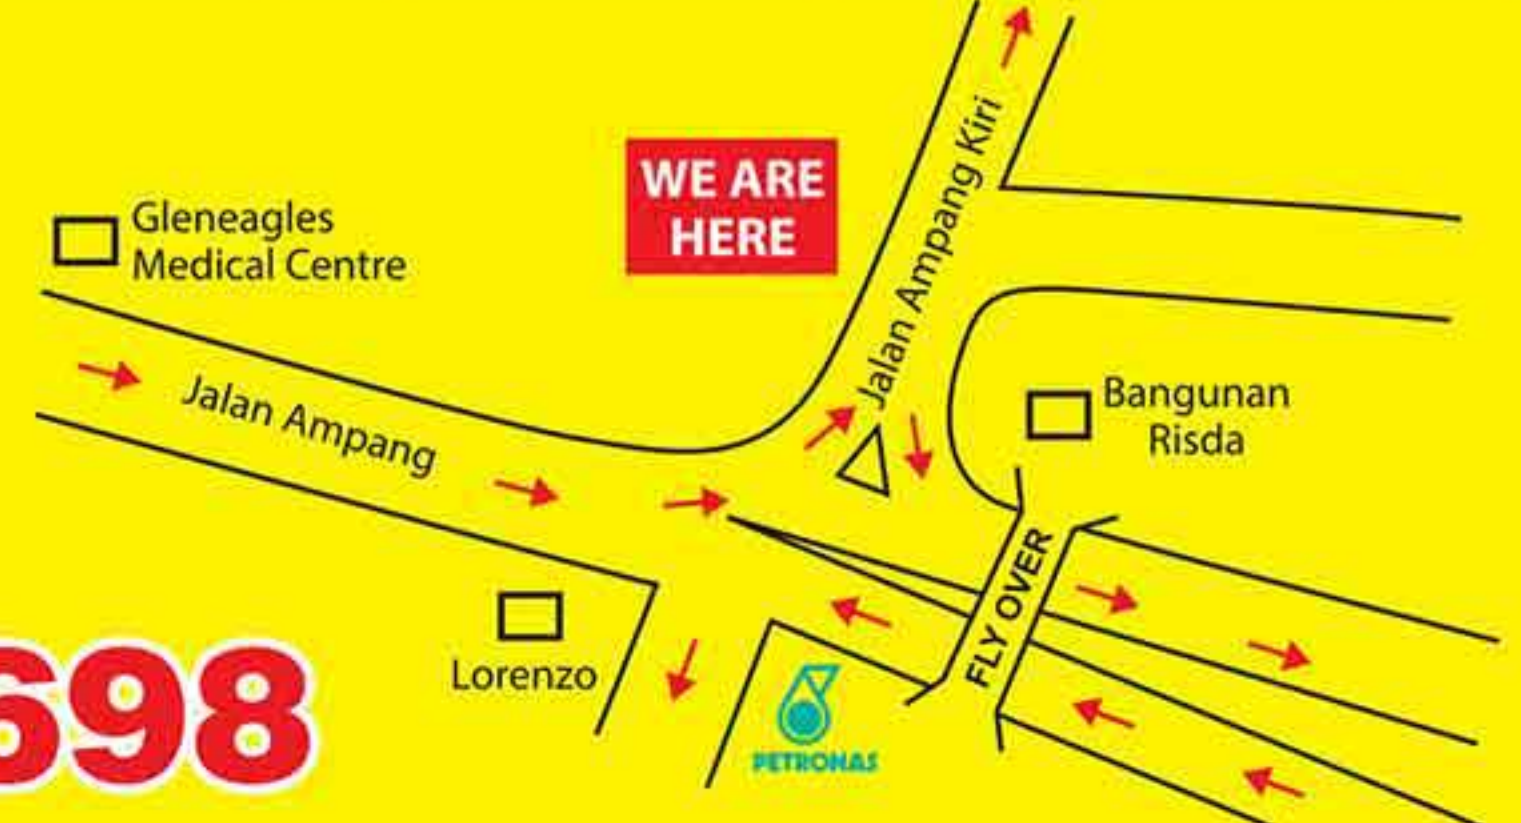 WE ARE
HERE
Jalan Ampang Kiri
Gleneagles
Medical Centre
Jalan Ampang
Bangunan
Risda
FLY OVER
Lorenzo
698
PETRONAS